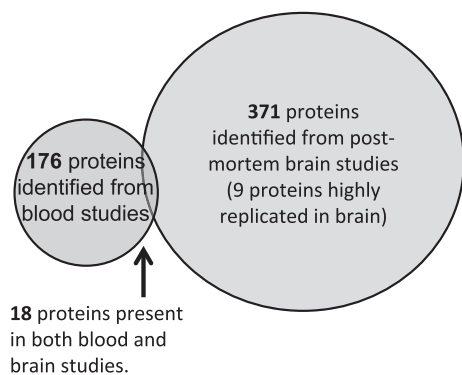 176 proteins
identified from
blood studies
371 proteins
identified from post-
mortem brain studies
(9 proteins highly
replicated in brain)
18 proteins present
in both blood and
brain studies.